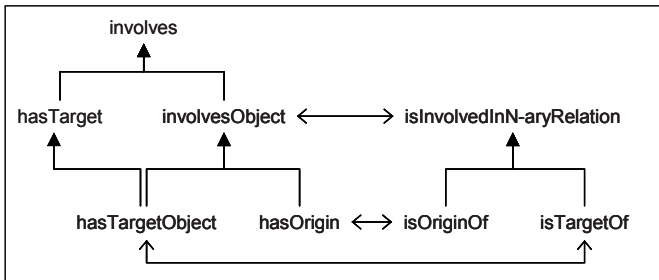 involves
hasTarget involvesObject isInvolvedInN-aryRelation
hasTargetObject hasOrigin isOriginOf isTargetOf